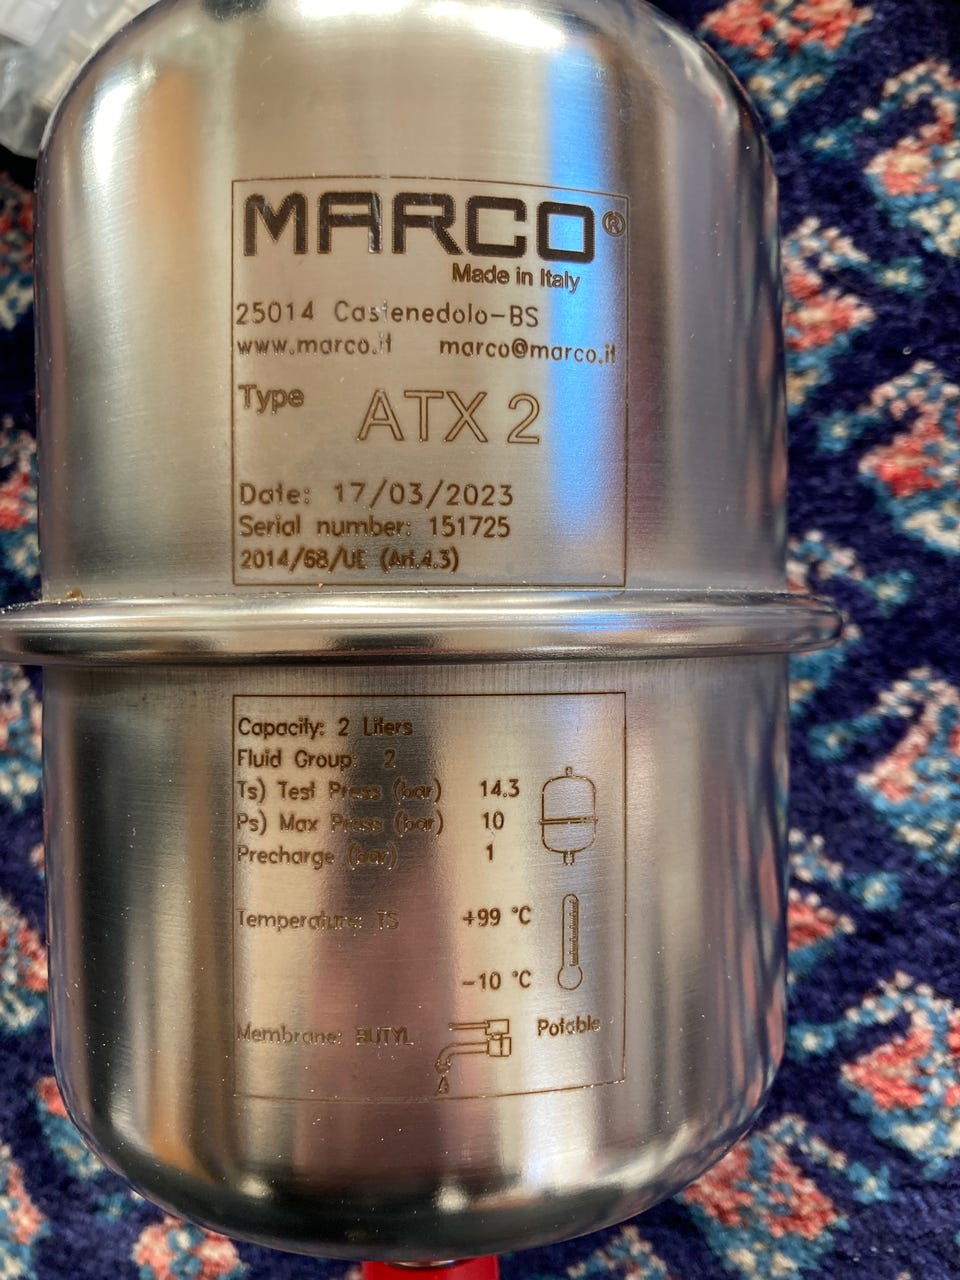 MARCO®
Made in Italy
25014 Castenedolo-BS
www.marco.it marco@marco.it
Type ATX 2
Date: 17/03/2023
Serial number: 151725
2014/68/UE (Art.4.3)
Capacity: 2 Liters
Fluid Group: 2
Ts) Test Press (bar) 14.3
Ps) Max Press (bar) 10
Precharge (bar) 1
Temperature TS +99 °C
-10 °C
Membrane: BUTYL Potable